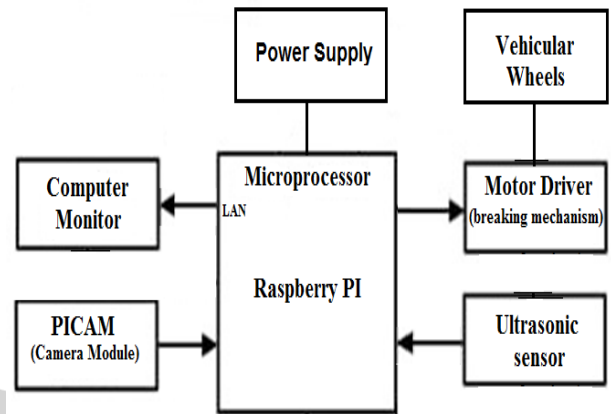 Power Supply
Vehicular
Wheels
Computer
Monitor
Microprocessor
LAN
Raspberry PI
Motor Driver
(breaking mechanism)
PICAM
(Camera Module)
Ultrasonic
sensor